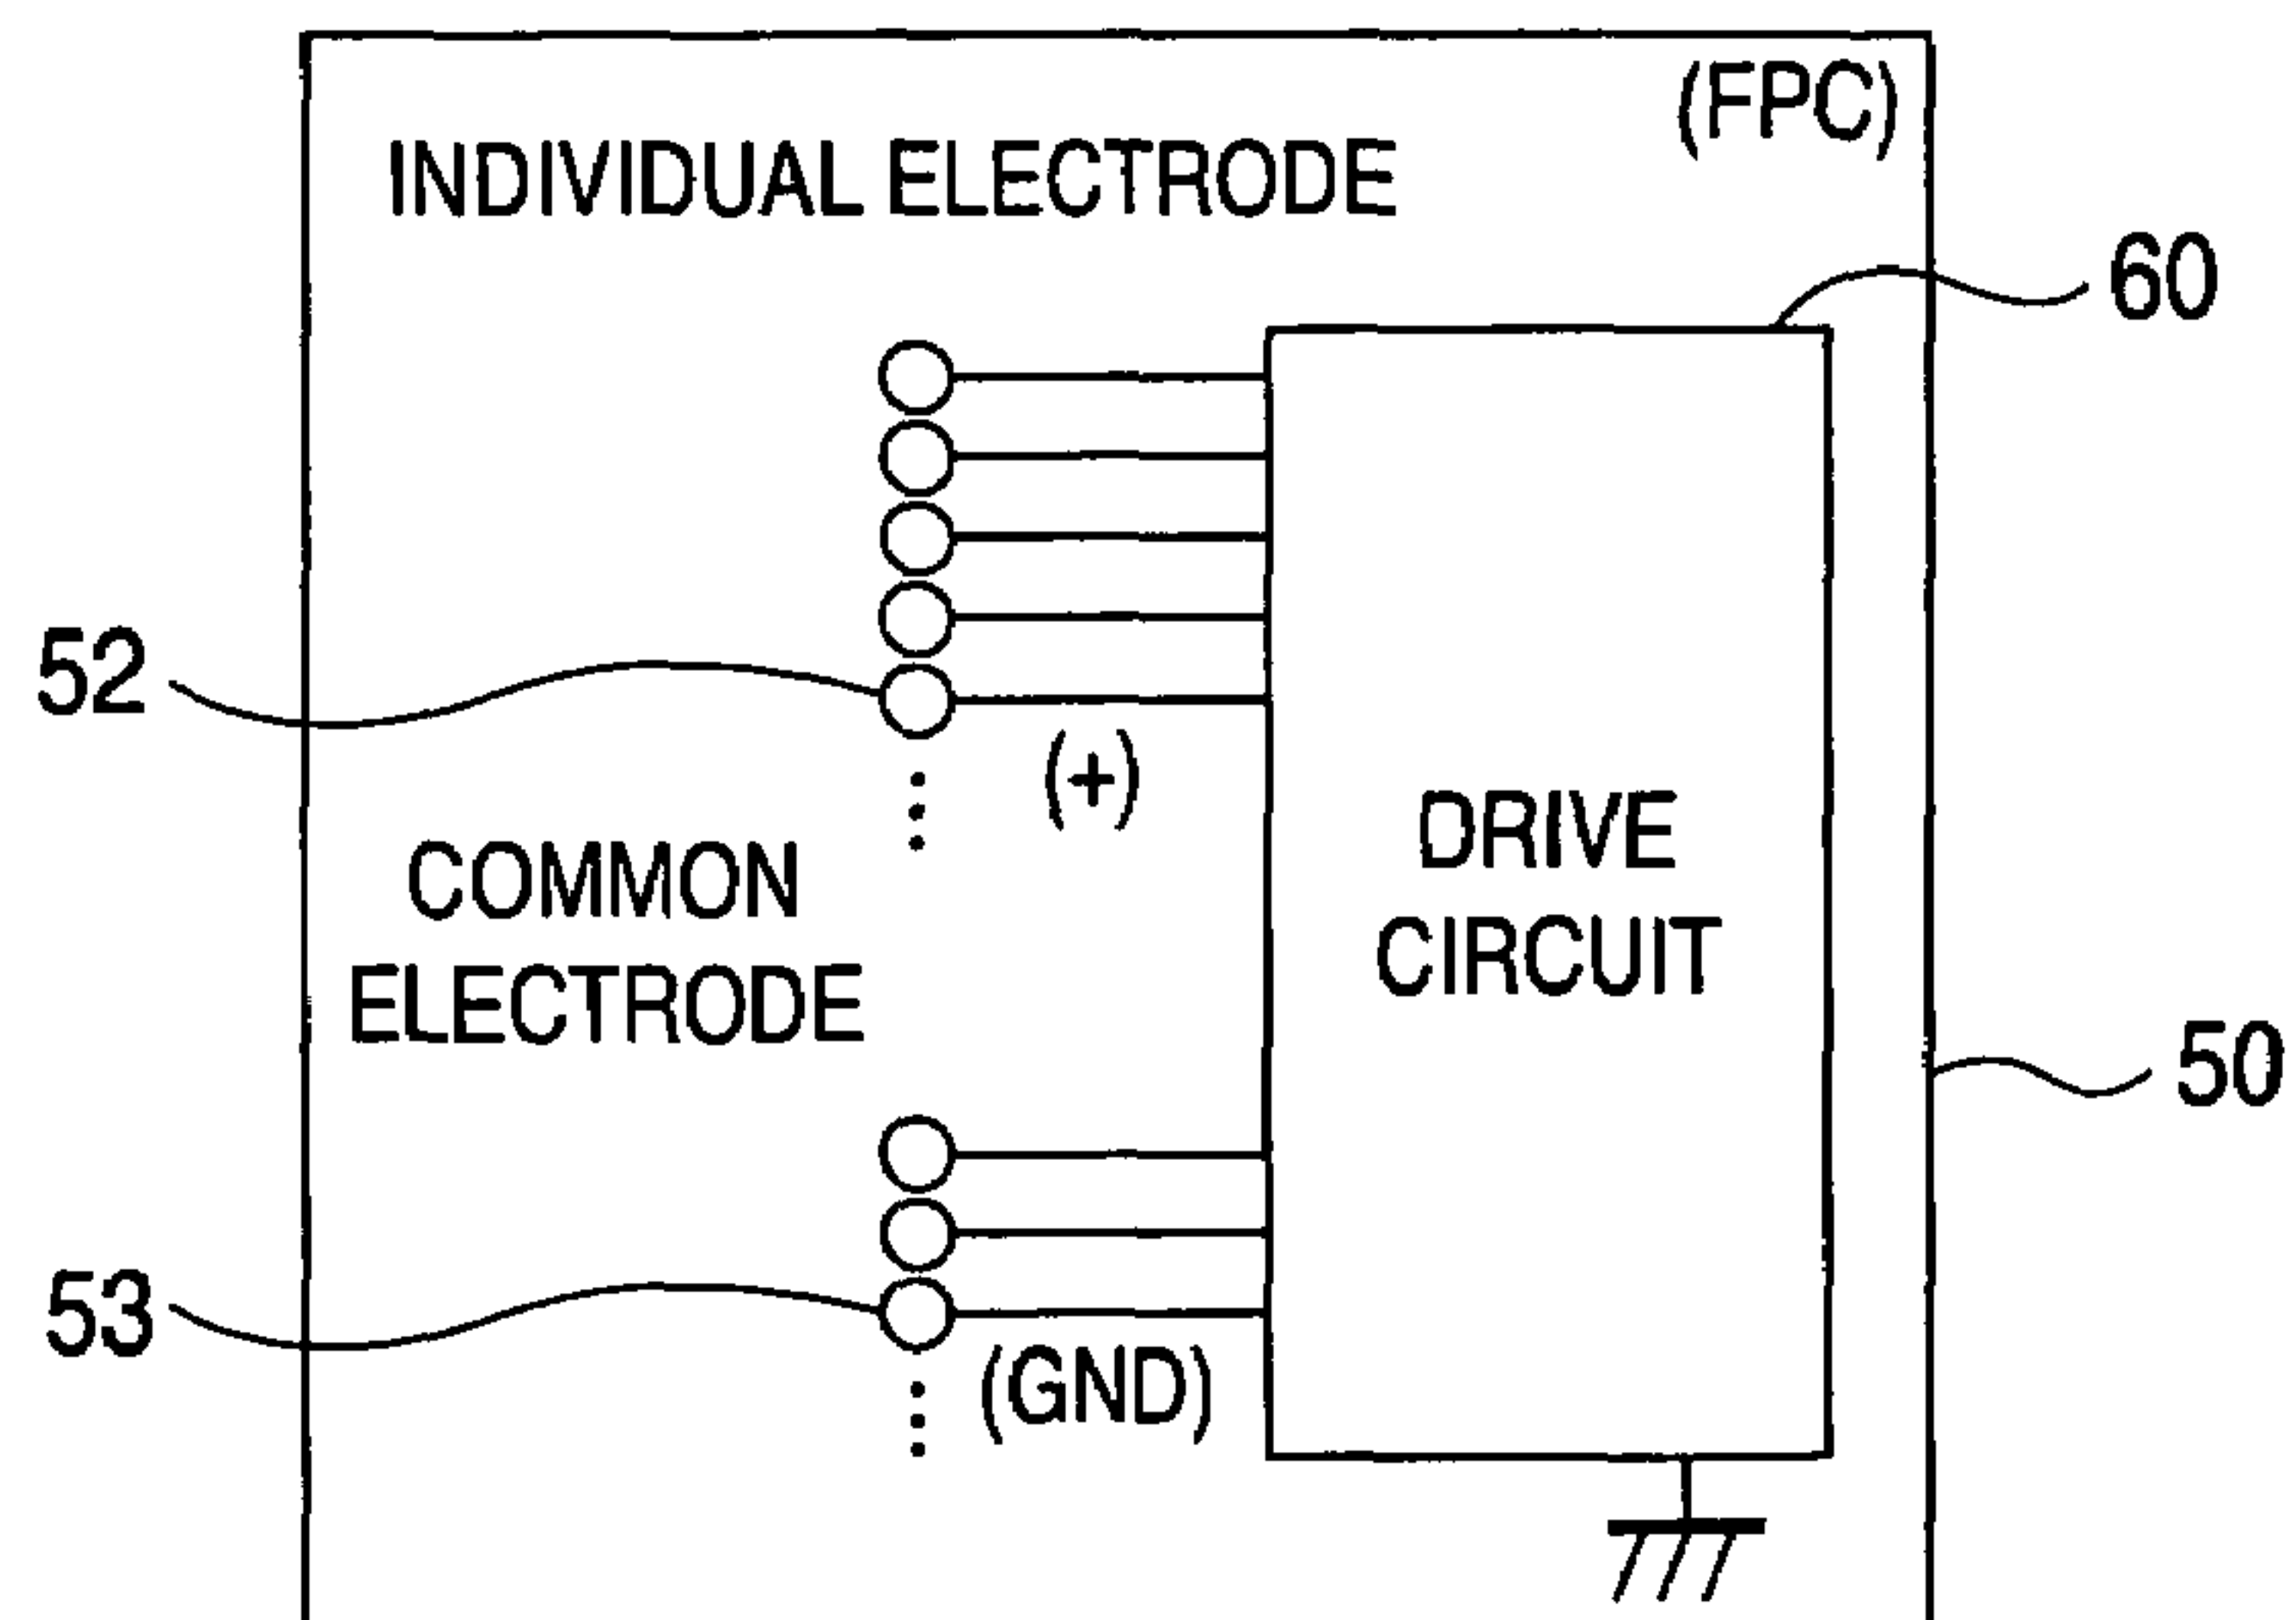 (FPC)
INDIVIDUAL ELECTRODE
60
52
(+)
DRIVE
CIRCUIT
COMMON
ELECTRODE
50
53
(GND)